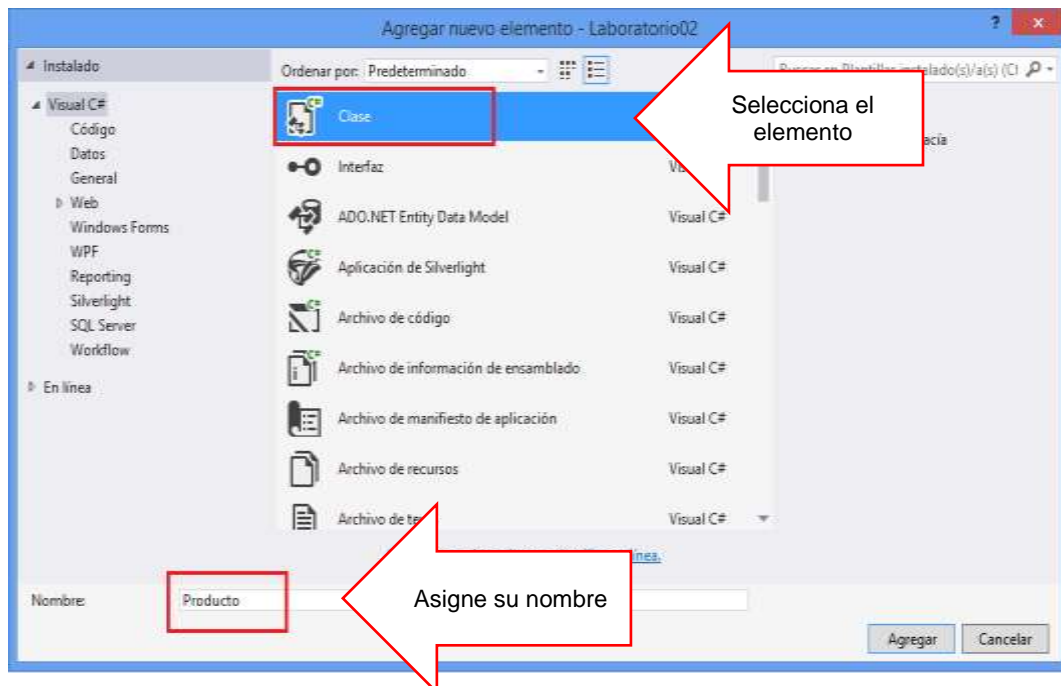 Agregar nuevo elemento - Laboratorio02
Instalado
Ordenar por: Predeterminado
Visual C#
Código
Datos
General
Web
Windows Forms
WPF
Reporting
Silverlight
SQL Server
Workflow
En línea
Clase
Interfaz
ADO.NET Entity Data Model Visual C#
Aplicación de Silverlight Visual C#
Archivo de código Visual C#
Archivo de información de ensamblado Visual C#
Archivo de manifiesto de aplicación Visual C#
Archivo de recursos Visual C#
Archivo de Visual C#
Selecciona el
elemento
Nombre: Producto
Asigne su nombre
Agregar Cancelar